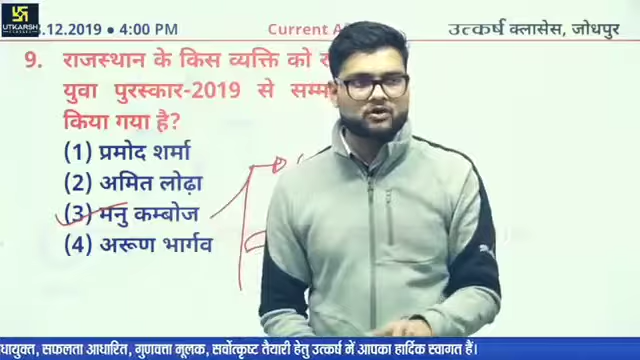 UTKARSH
CLASSES
.12.2019 • 4:00 PM
Current A
उत्कर्ष क्लासेस, जोधपुर
9. राजस्थान के किस व्यक्ति को
युवा पुरस्कार-2019 से सम्म
किया गया है?
(1) प्रमोद शर्मा
(2) अमित लोढ़ा
(3) मनु कम्बोज
(4) अरूण भार्गव
धायुक्त, सफलता आधारित, गुणवत्ता मूलक, सर्वोत्कृष्ट तैयारी हेतु उत्कर्ष में आपका हार्दिक स्वागत हैं।